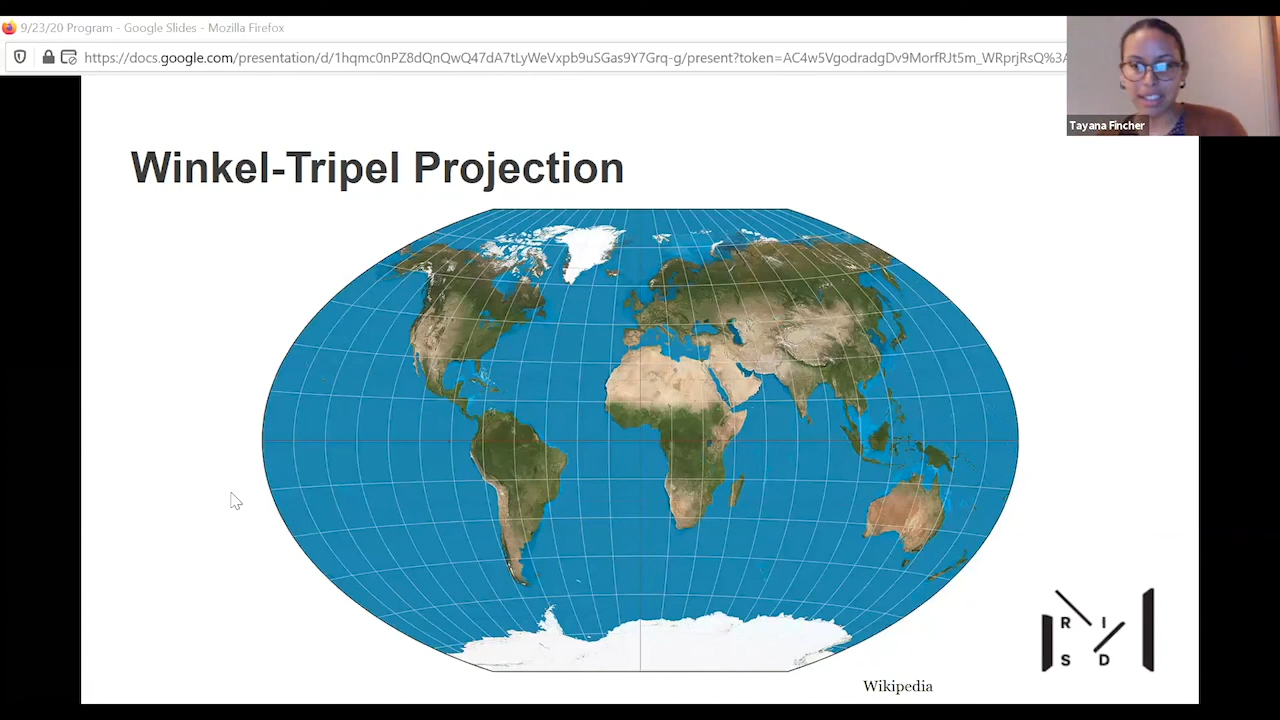 9/23/20 Program - Google Slides - Mozilla Firefox
https://docs.google.com/presentation/d/1hqmc0nPZ8dQnQwQ47dA7tLyWeVxpb9uSGas9Y7Grq-g/present?token=AC4w5VgodradgDv9MorfRJt5m_WRprjRsQ%3A
Tayana Fincher
Winkel-Tripel Projection
R I
S D
Wikipedia